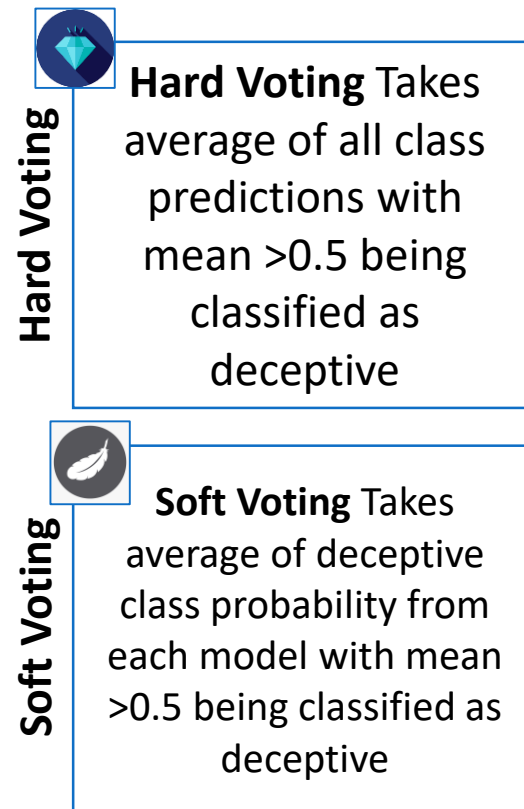 Hard Voting
Hard Voting Takes
average of all class
predictions with
mean >0.5 being
classified as
deceptive
Soft Voting
Soft Voting Takes
average of deceptive
class probability from
each model with mean
>0.5 being classified as
deceptive